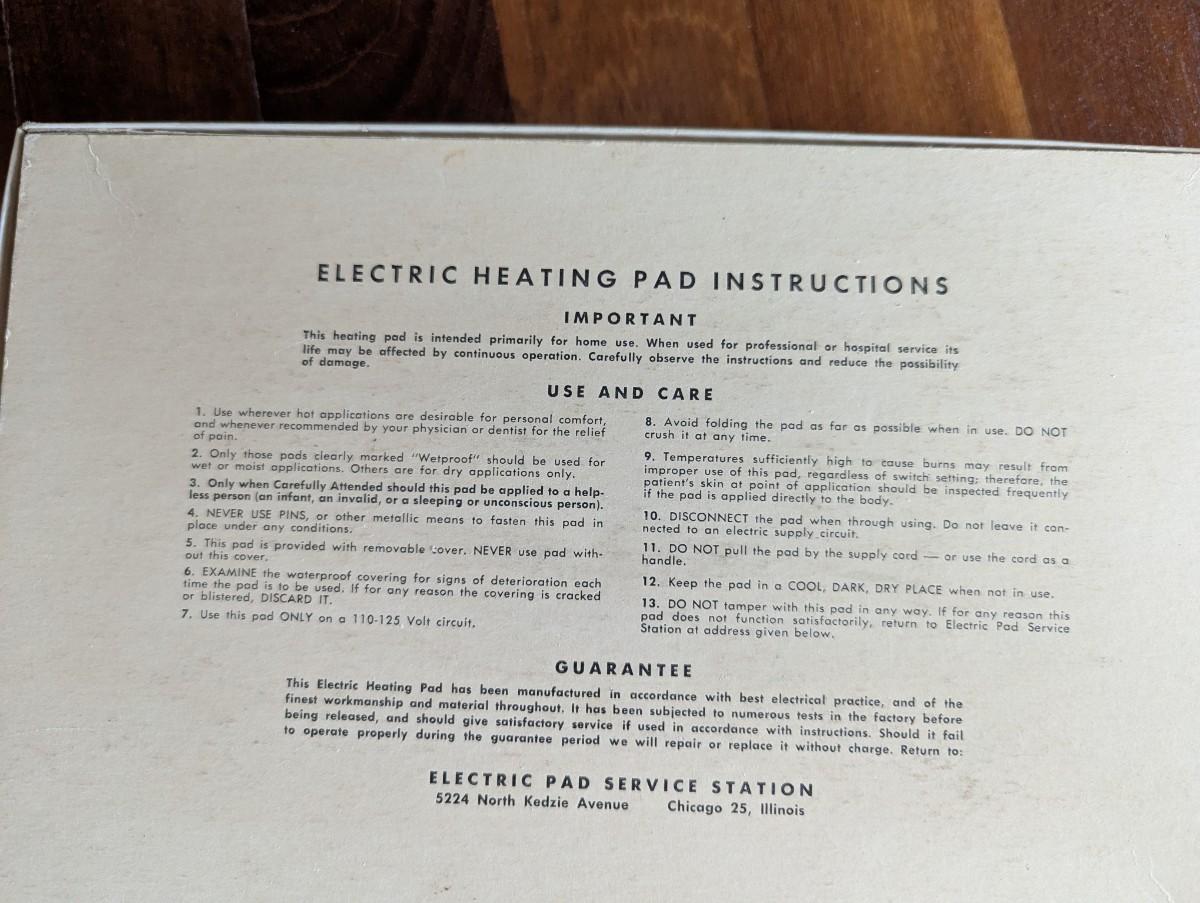 ELECTRIC HEATING PAD INSTRUCTIONS
IMPORTANT
This heating pad is intended primarily for home use. When used for professional or hospital service its
life may be affected by continuous operation. Carefully observe the instructions and reduce the possibility
of damage.
USE AND CARE
1. Use wherever hot applications are desirable for personal comfort,
and whenever recommended by your physician or dentist for the relief
of pain.
2. Only those pads clearly marked "Wetproof" should be used for
wet or moist applications. Others are for dry applications only.
3. Only when Carefully Attended should this pad be applied to a help-
less person (an infant, an invalid, or a sleeping or unconscious person).
4. NEVER USE PINS, or other metallic means to fasten this pad in
place under any conditions.
5. This pad is provided with removable cover. NEVER use pad with-
out this cover.
6. EXAMINE the waterproof covering for signs of deterioration each
time the pad is to be used. If for any reason the covering is cracked
or blistered, DISCARD IT.
7. Use this pad ONLY on a 110-125 Volt circuit.
8. Avoid folding the pad as far as possible when in use. DO NOT
crush it at any time.
9. Temperatures sufficiently high to cause burns may result from
improper use of this pad, regardless of switch setting; therefore, the
patient's skin at point of application should be inspected frequently
if the pad is applied directly to the body.
10. DISCONNECT the pad when through using. Do not leave it con-
nected to an electric supply circuit.
11. DO NOT pull the pad by the supply cord — or use the cord as a
handle.
12. Keep the pad in a COOL, DARK, DRY PLACE when not in use.
13. DO NOT tamper with this pad in any way. If for any reason this
pad does not function satisfactorily, return to Electric Pad Service
Station at address given below.
GUARANTEE
This Electric Heating Pad has been manufactured in accordance with best electrical practice, and of the
finest workmanship and material throughout. It has been subjected to numerous tests in the factory before
being released, and should give satisfactory service if used in accordance with instructions. Should it fail
to operate properly during the guarantee period we will repair or replace it without charge. Return to:
ELECTRIC PAD SERVICE STATION
5224 North Kedzie Avenue Chicago 25, Illinois